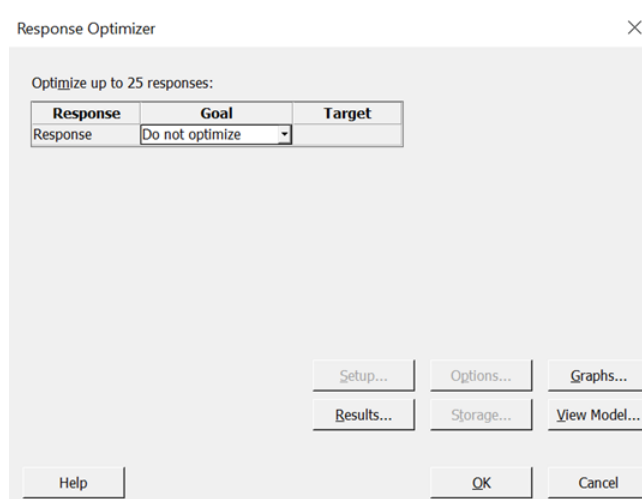 Response Optimizer
Optimize up to 25 responses:
Response Goal Target
Response Do not optimize
Setup... Options... Graphs...
Results... Storage... View Model...
Help OK Cancel